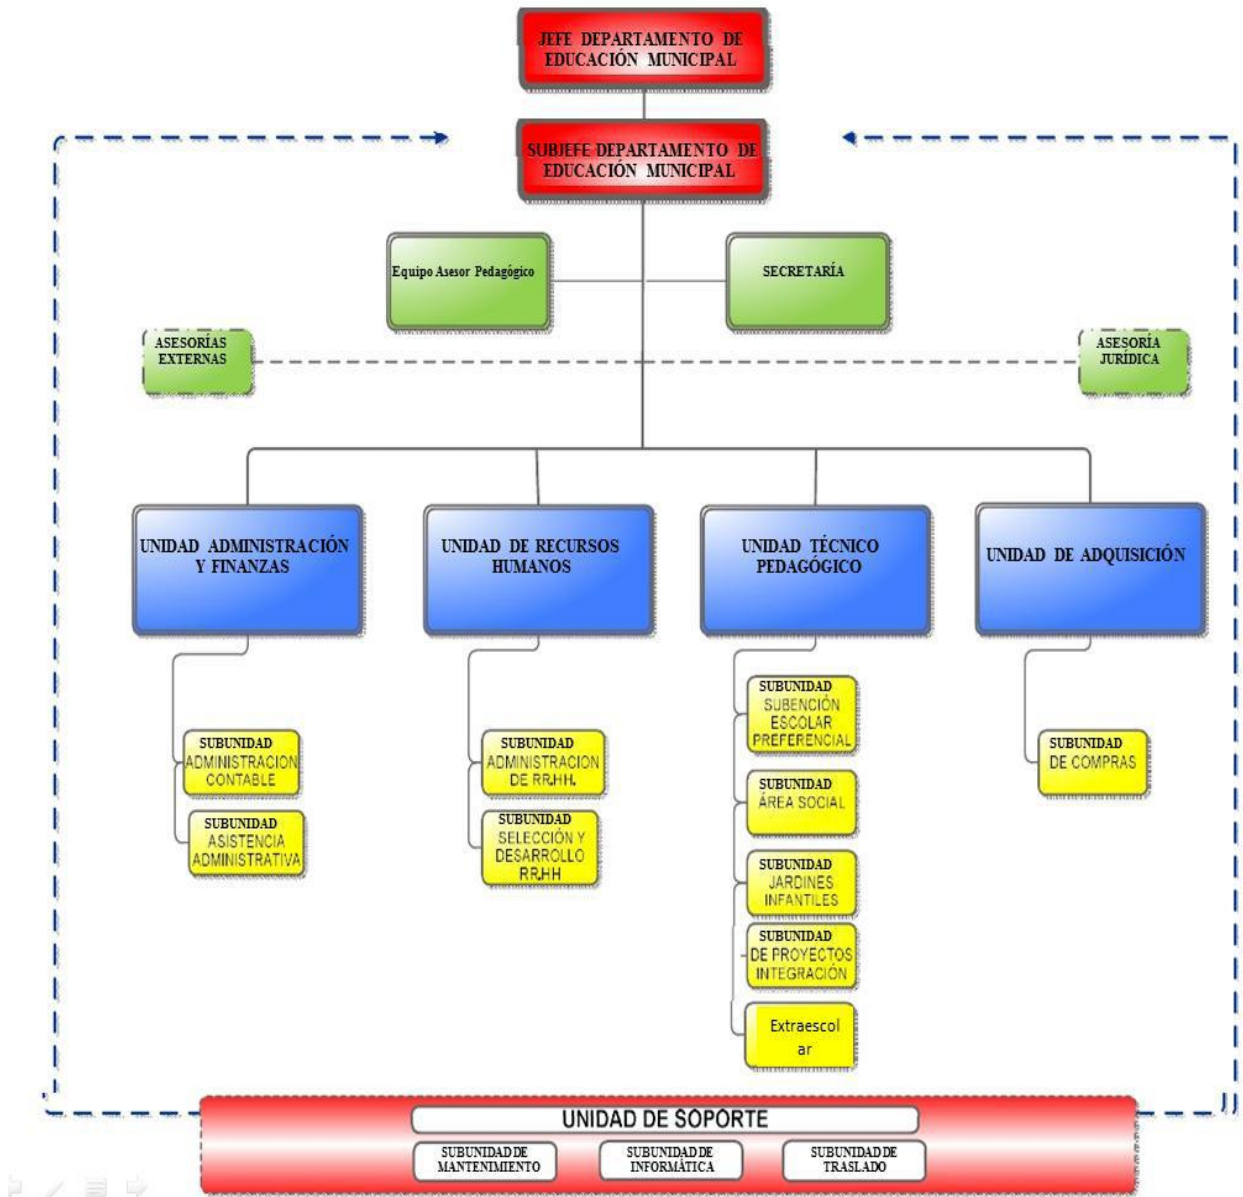 JEFE DEPARTAMENTO DE
EDUCACIÓN MUNICIPAL
SUBJEFE DEPARTAMENTO DE
EDUCACIÓN MUNICIPAL
Equipo Asesor Pedagógico
SECRETARÍA
ASESORÍAS
EXTERNAS
ASESORÍA
JURÍDICA
UNIDAD ADMINISTRACIÓN
Y FINANZAS
UNIDAD DE RECURSOS
HUMANOS
UNIDAD TÉCNICO
PEDAGÓGICO
UNIDAD DE ADQUISICIÓN
SUBUNIDAD
ADMINISTRACION
CONTABLE
SUBUNIDAD
ASISTENCIA
ADMINISTRATIVA
SUBUNIDAD
ADMINISTRACION
DE RR.HH.
SUBUNIDAD
SELECCIÓN Y
DESARROLLO
RR.HH
SUBUNIDAD
SUBENCIÓN
ESCOLAR
PREFERENCIAL
SUBUNIDAD
ÁREA SOCIAL
SUBUNIDAD
JARDINES
INFANTILES
SUBUNIDAD
DE PROYECTOS
INTEGRACIÓN
Extraescol
ar
SUBUNIDAD
DE COMPRAS
UNIDAD DE SOPORTE
SUBUNIDAD DE
MANTENIMIENTO
SUBUNIDAD DE
INFORMÁTICA
SUBUNIDAD DE
TRASLADO